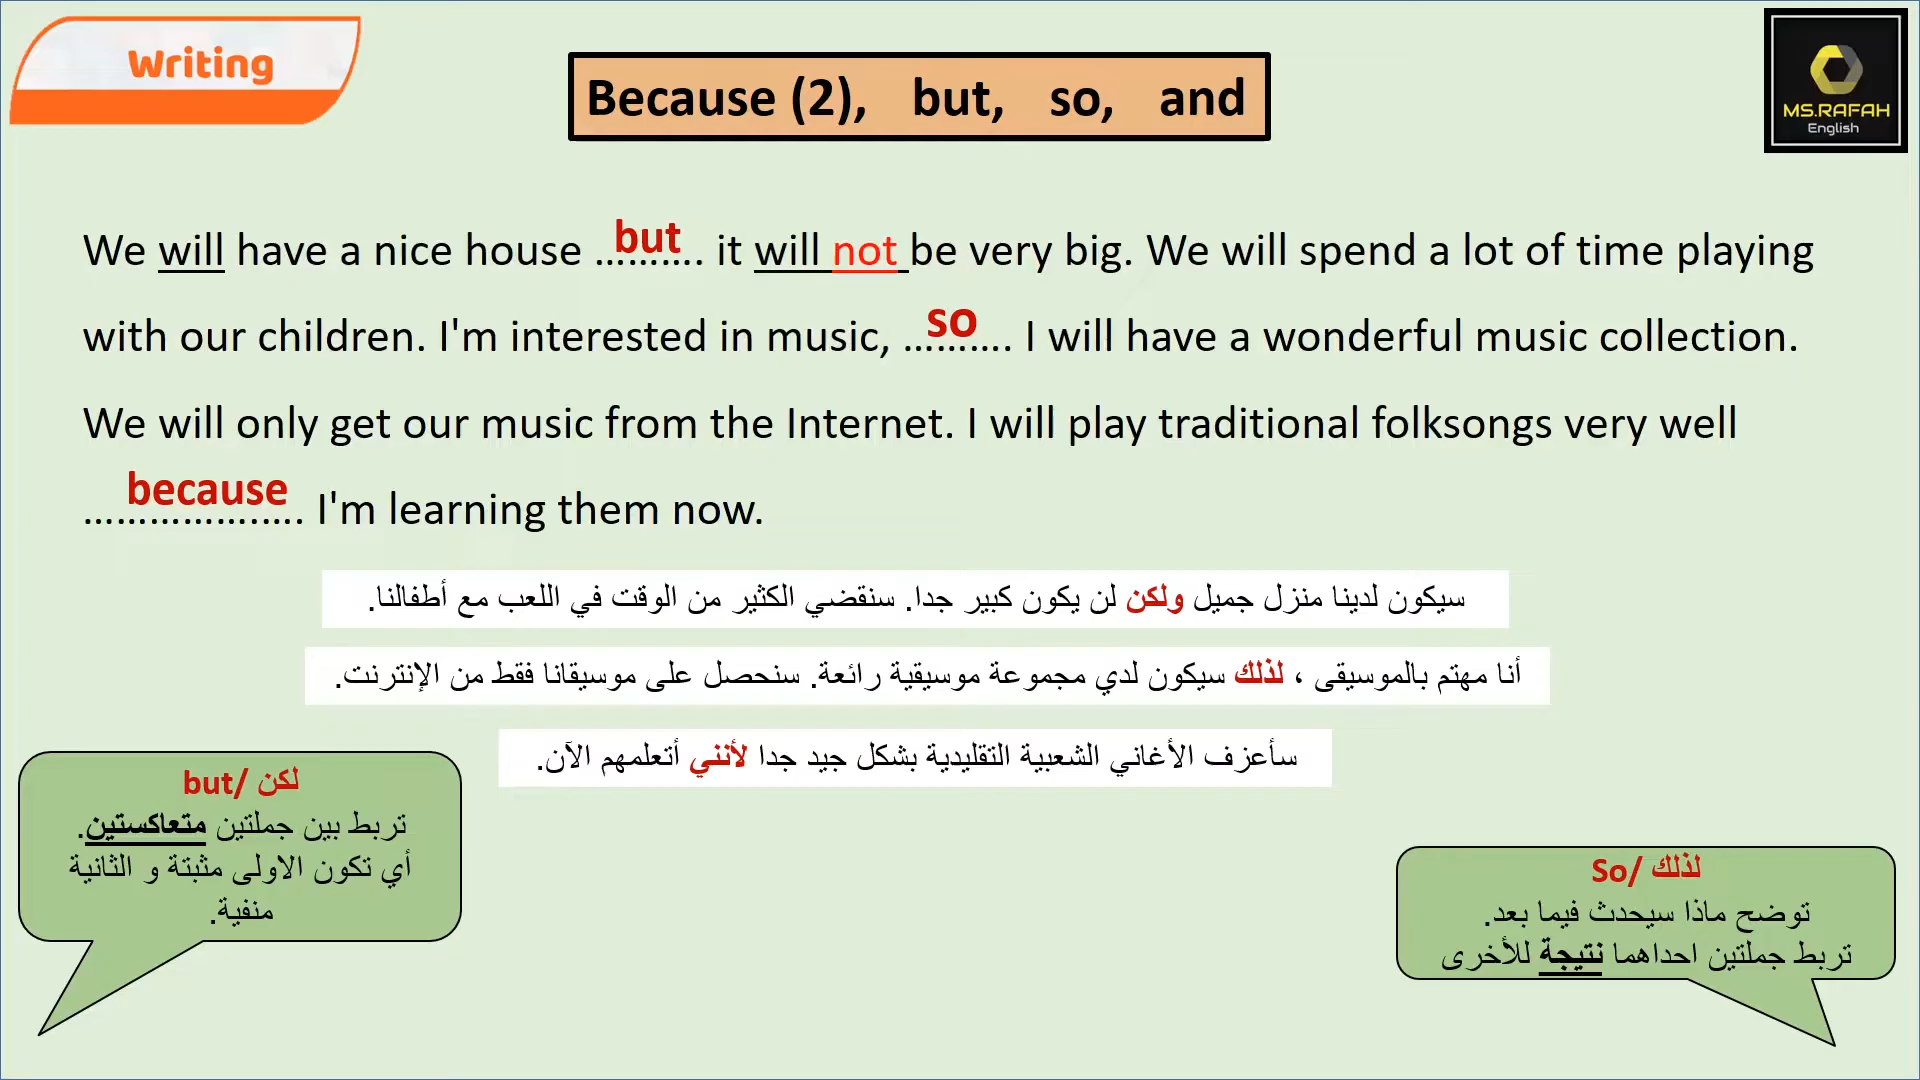 Writing
Because (2), but, so, and
MS.RAFAH
English
We will have a nice house ………. but it will not be very big. We will spend a lot of time playing
with our children. I'm interested in music, ………. so I will have a wonderful music collection.
We will only get our music from the Internet. I will play traditional folksongs very well
………………… because I'm learning them now.
سيكون لدينا منزل جميل ولكن لن يكون كبير جدا. سنقضي الكثير من الوقت في اللعب مع أطفالنا.
أنا مهتم بالموسيقى ، لذلك سيكون لدي مجموعة موسيقية رائعة. سنحصل على موسيقانا فقط من الإنترنت.
سأعزف الأغاني الشعبية التقليدية بشكل جيد جدا لأنني أتعلمهم الآن.
but/ لكن
تربط بين جملتين متعاكستين.
أي تكون الاولى مثبتة و الثانية
منفية.
So/ لذلك
توضح ماذا سيحدث فيما بعد.
تربط جملتين احداهما نتيجة للأخرى